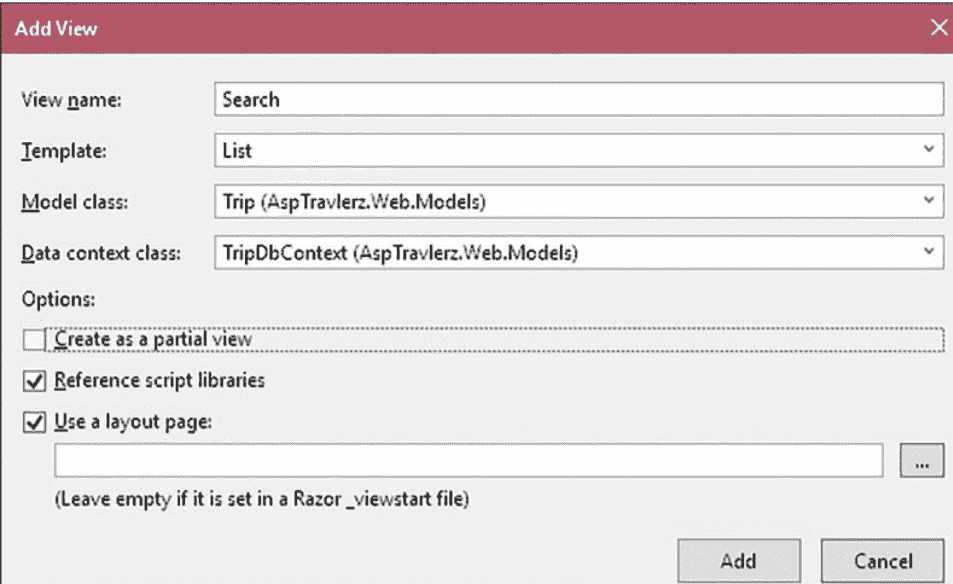 Add View
View name: Search
Template: List
Model class: Trip (AspTravlerz.Web.Models)
Data context class: TripDbContext (AspTravlerz.Web.Models)
Options:
Create as a partial view
Reference script libraries
Use a layout page:
...
(Leave empty if it is set in a Razor _viewstart file)
Add Cancel